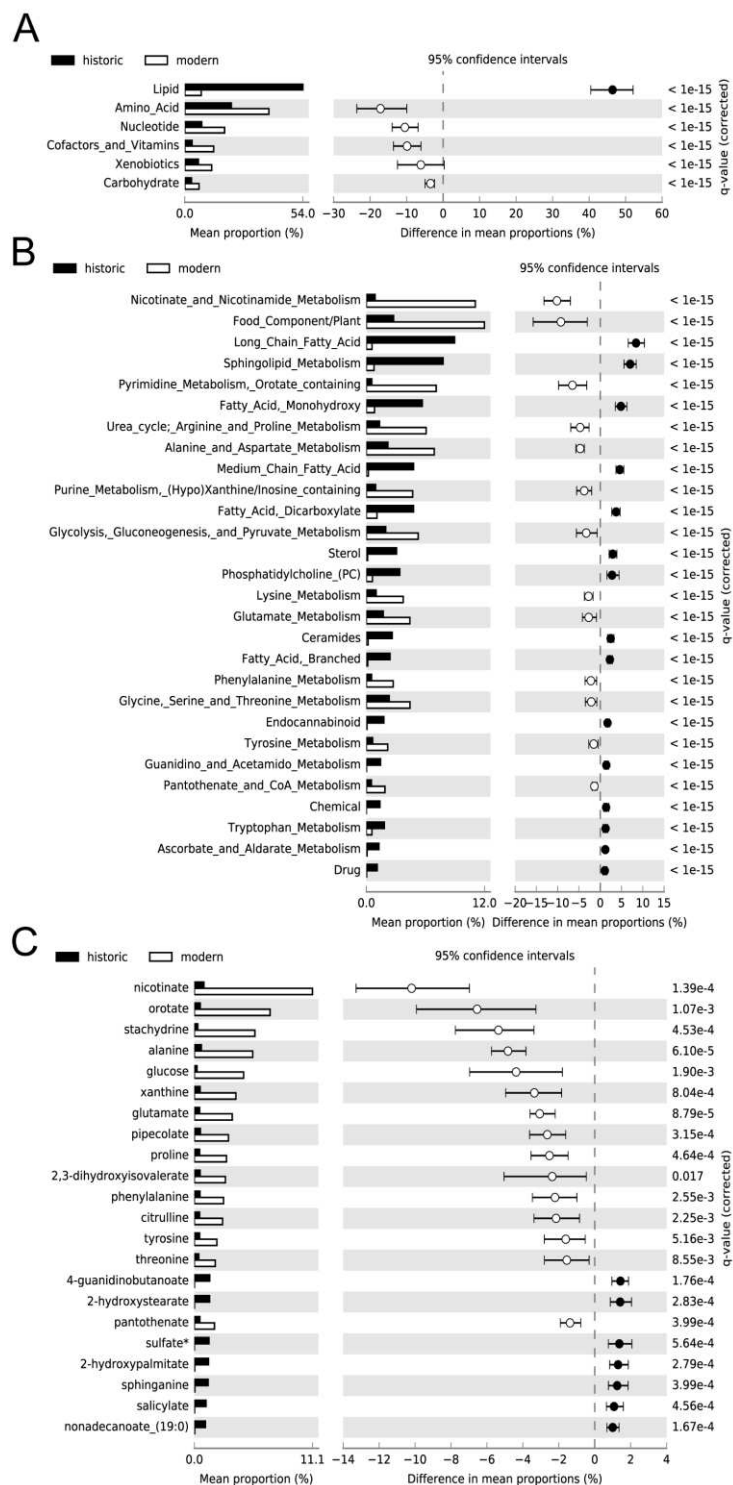 A
historic modern 95% confidence intervals
Lipid < 1e-15
Amino_Acid < 1e-15
Nucleotide < 1e-15
Cofactors_and_Vitamins < 1e-15
Xenobiotics < 1e-15
Carbohydrate < 1e-15
q-value (corrected)
0.0 54.0 −30 −20 −10 0 10 20 30 40 50 60
Mean proportion (%) Difference in mean proportions (%)
B
historic modern 95% confidence intervals
Nicotinate_and_Nicotinamide_Metabolism < 1e-15
Food_Component/Plant < 1e-15
Long_Chain_Fatty_Acid < 1e-15
Sphingolipid_Metabolism < 1e-15
Pyrimidine_Metabolism,_Orotate_containing < 1e-15
Fatty_Acid,_Monohydroxy < 1e-15
Urea_cycle;_Arginine_and_Proline_Metabolism < 1e-15
Alanine_and_Aspartate_Metabolism < 1e-15
Medium_Chain_Fatty_Acid < 1e-15
Purine_Metabolism,_(Hypo)Xanthine/Inosine_containing < 1e-15
Fatty_Acid,_Dicarboxylate < 1e-15
Glycolysis,_Gluconeogenesis,_and_Pyruvate_Metabolism < 1e-15
Sterol < 1e-15
Phosphatidylcholine_(PC) < 1e-15
Lysine_Metabolism < 1e-15
Glutamate_Metabolism < 1e-15
Ceramides < 1e-15
Fatty_Acid,_Branched < 1e-15
Phenylalanine_Metabolism < 1e-15
Glycine,_Serine_and_Threonine_Metabolism < 1e-15
Endocannabinoid < 1e-15
Tyrosine_Metabolism < 1e-15
Guanidino_and_Acetamido_Metabolism < 1e-15
Pantothenate_and_CoA_Metabolism < 1e-15
Chemical < 1e-15
Tryptophan_Metabolism < 1e-15
Ascorbate_and_Aldarate_Metabolism < 1e-15
Drug < 1e-15
q-value (corrected)
0.0 12.0 −20 −15 −10 −5 0 5 10 15
Mean proportion (%) Difference in mean proportions (%)
C
historic modern 95% confidence intervals
nicotinate 1.39e-4
orotate 1.07e-3
stachydrine 4.53e-4
alanine 6.10e-5
glucose 1.90e-3
xanthine 8.04e-4
glutamate 8.79e-5
pipecolate 3.15e-4
proline 4.64e-4
2,3-dihydroxyisovalerate 0.017
phenylalanine 2.55e-3
citrulline 2.25e-3
tyrosine 5.16e-3
threonine 8.55e-3
4-guanidinobutanoate 1.76e-4
2-hydroxystearate 2.83e-4
pantothenate 3.99e-4
sulfate* 5.64e-4
2-hydroxypalmitate 2.79e-4
sphinganine 3.99e-4
salicylate 4.56e-4
nonadecanoate_(19:0) 1.67e-4
q-value (corrected)
0.0 11.1 −14 −12 −10 −8 −6 −4 −2 0 2 4
Mean proportion (%) Difference in mean proportions (%)